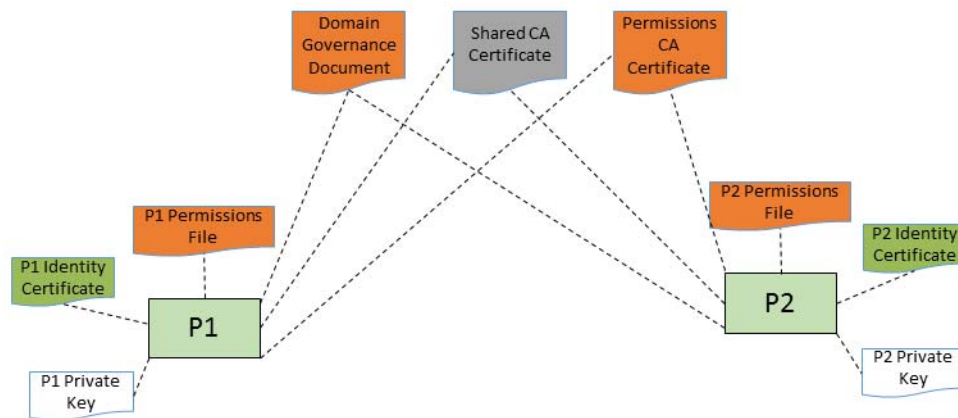 Domain
Governance
Document
Shared CA
Certificate
Permissions
CA
Certificate
P1 Permissions
File
P2 Permissions
File
P1 Identity
Certificate
P2 Identity
Certificate
P1
P2
P1 Private
Key
P2 Private
Key